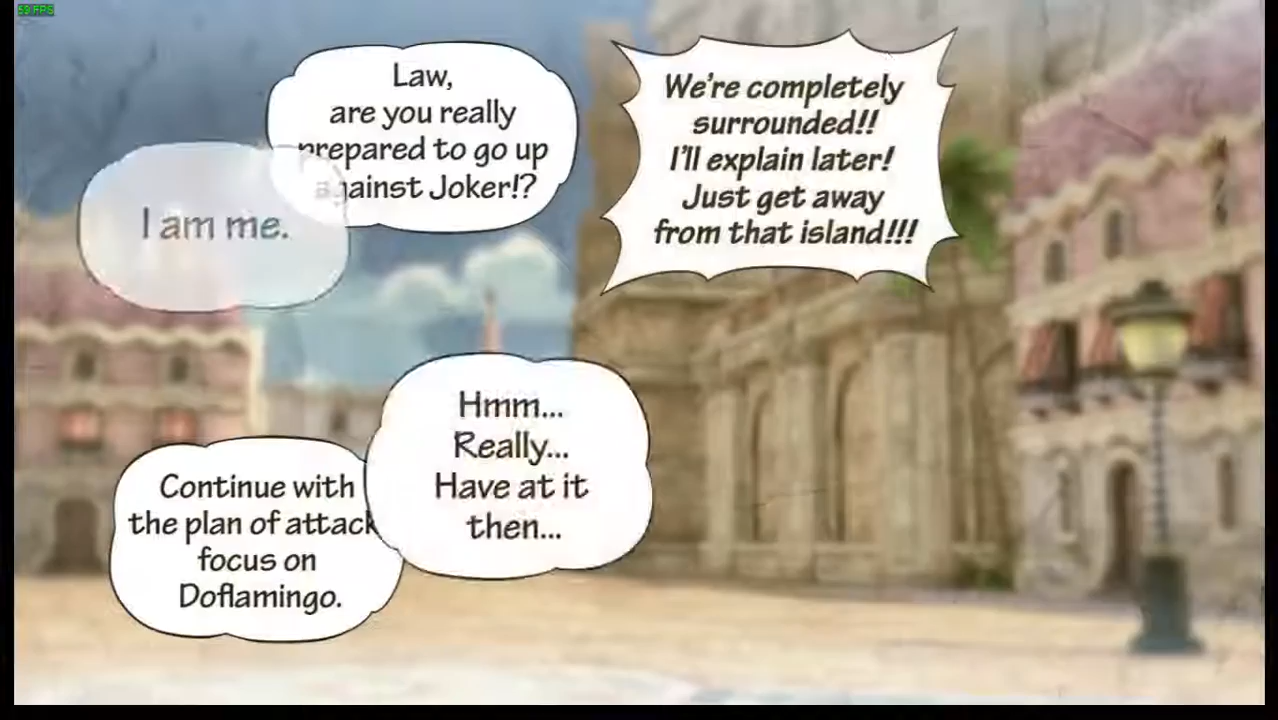 59 FPS
Law,
are you really
prepared to go up
against Joker!?
We're completely
surrounded!!
I'll explain later!
Just get away
from that island!!!
I am me.
Hmm...
Really...
Have at it
then...
Continue with
the plan of attack
focus on
Doflamingo.